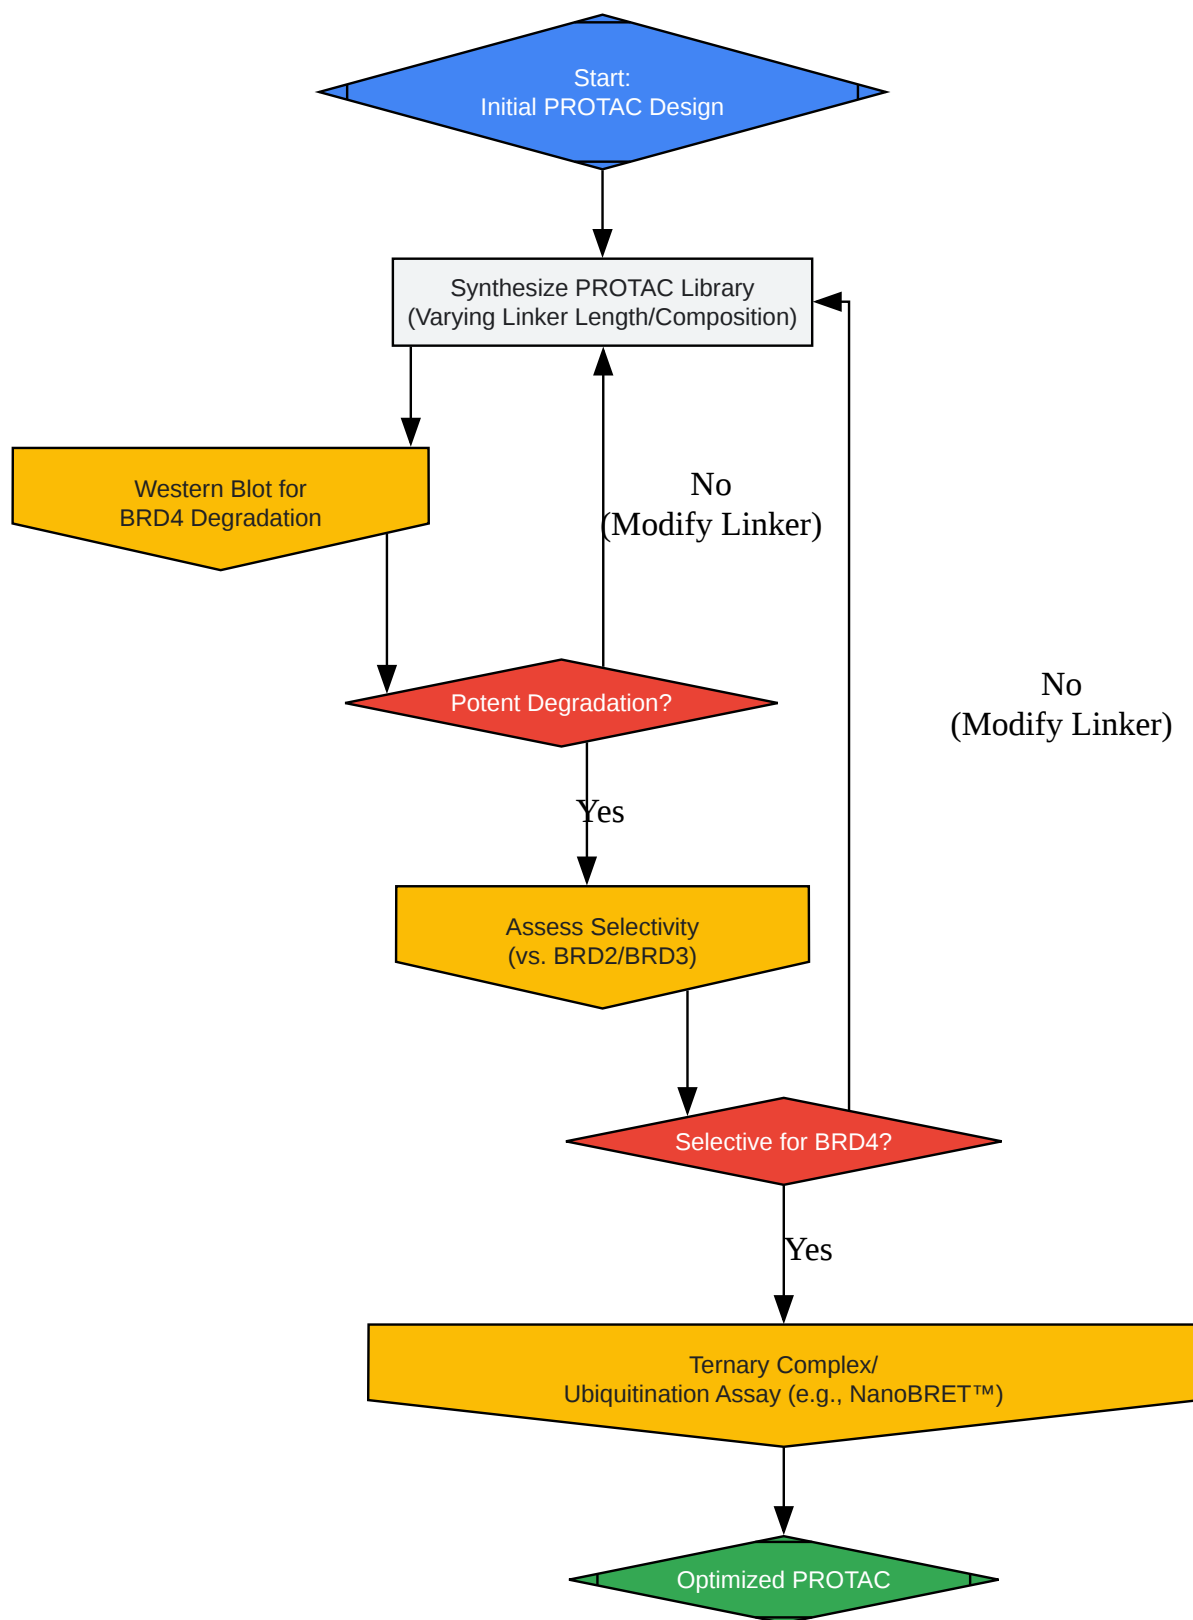 Start:
Initial PROTAC Design
Synthesize PROTAC Library
(Varying Linker Length/Composition)
Western Blot for
BRD4 Degradation
No
(Modify Linker)
Potent Degradation?
No
(Modify Linker)
Yes
Assess Selectivity
(vs. BRD2/BRD3)
Selective for BRD4?
Yes
Ternary Complex/
Ubiquitination Assay (e.g., NanoBRET™)
Optimized PROTAC